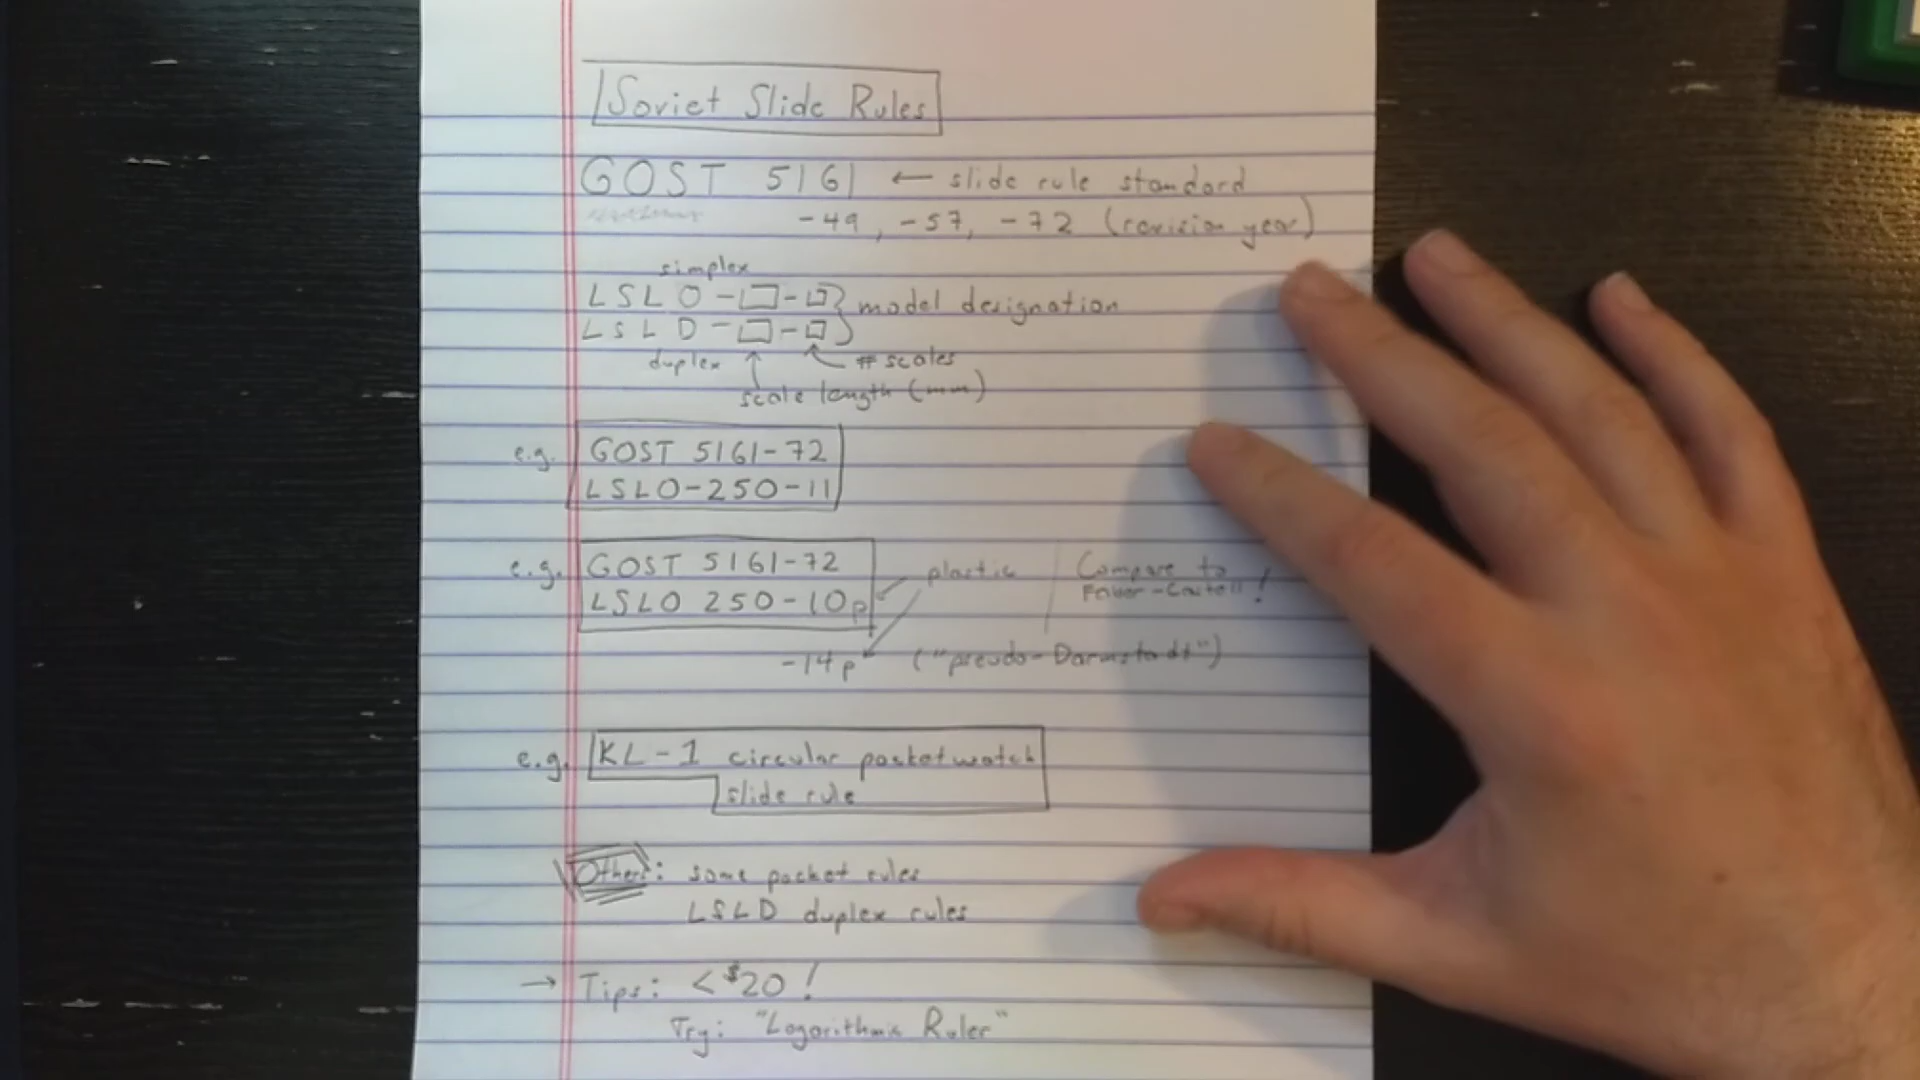 Soviet Slide Rules
GOST 5161 ← slide rule standard
-49, -57, -72 (revision year)
simplex
LSLO-□-□ } model designation
LSLD-□-□
duplex # scales
scale length (mm)
e.g. GOST 5161-72
LSLO-250-11
e.g. GOST 5161-72
LSLO 250-10p
plastic
Compare to
Faber-Castell!
-14p ("pseudo-Darmstadt")
e.g. KL-1 circular pocketwatch
slide rule
Others: some pocket rules
LSLD duplex rules
→ Tips: <$20!
Try: "Logarithmic Ruler"